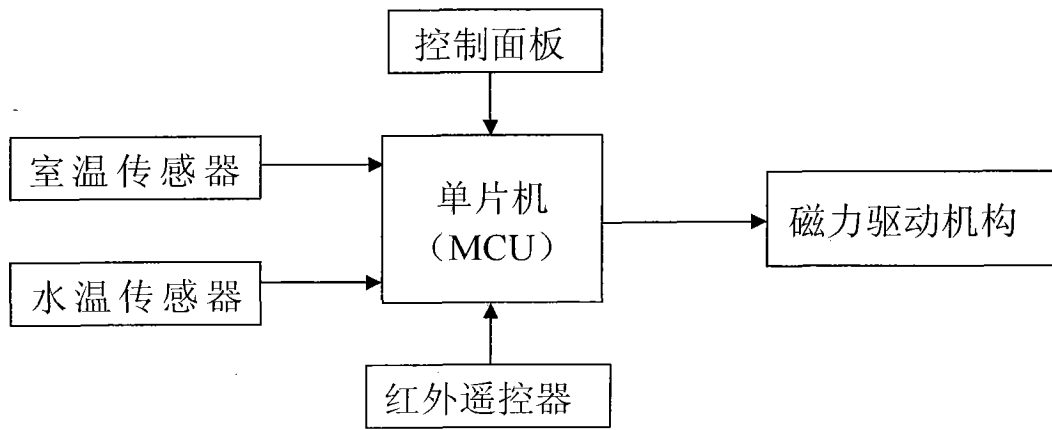 控制面板
室温传感器
单片机
（MCU）
磁力驱动机构
水温传感器
红外遥控器